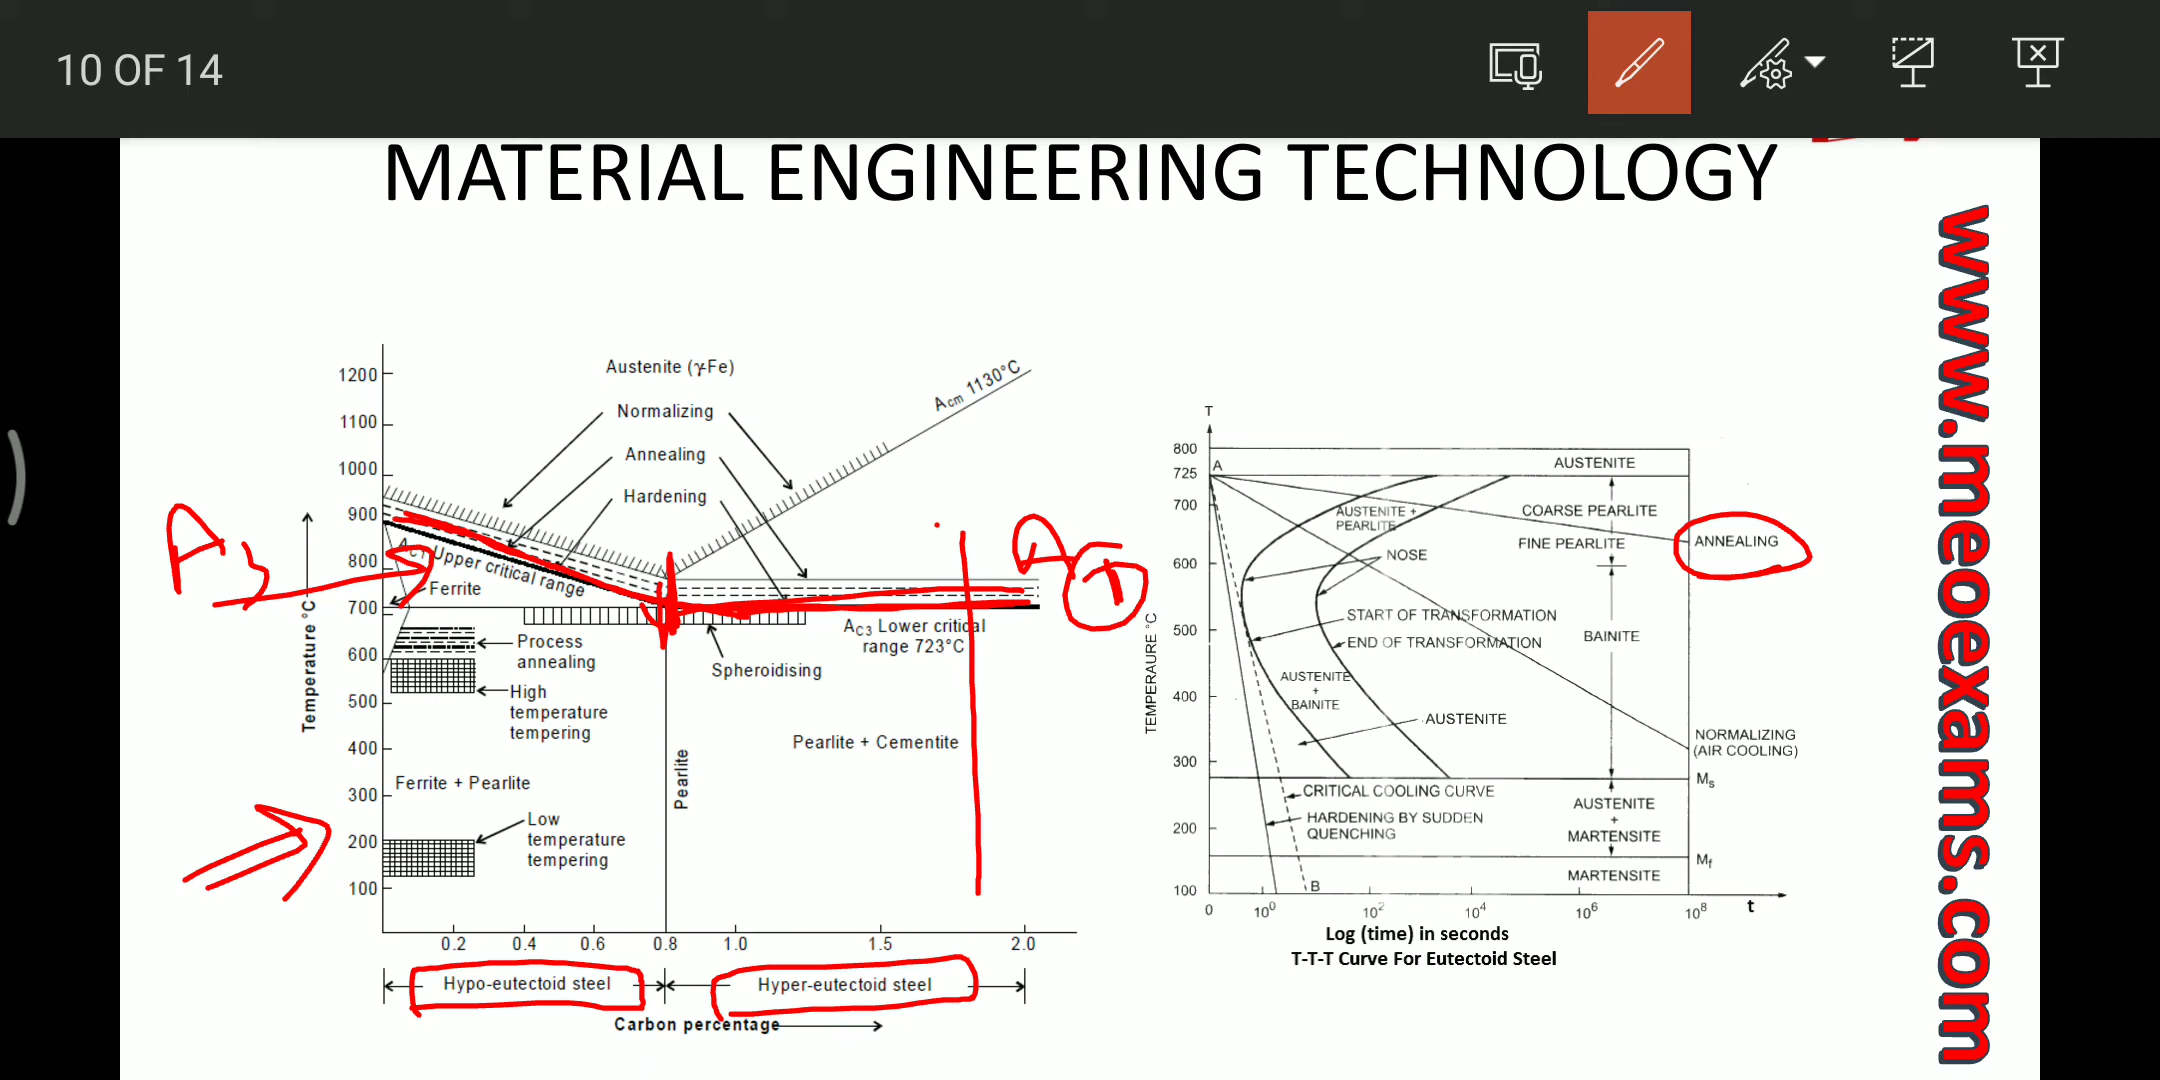 10 OF 14
MATERIAL ENGINEERING TECHNOLOGY
www.meoexams.com
1200
1100
1000
900
800
700
600
500
400
300
200
100
Temperature °C
Austenite (γ-Fe)
Normalizing
Annealing
Hardening
Acm 1130°C
AC1 Upper critical range
Ferrite
Process
annealing
High
temperature
tempering
Ferrite + Pearlite
Low
temperature
tempering
Pearlite
Spheroidising
AC3 Lower critical
range 723°C
Pearlite + Cementite
0.2 0.4 0.6 0.8 1.0 1.5 2.0
Hypo-eutectoid steel
Hyper-eutectoid steel
Carbon percentage
A3
A1
T
800
725
700
600
500
400
300
200
100
TEMPERAURE °C
A
AUSTENITE
AUSTENITE +
PEARLITE
COARSE PEARLITE
FINE PEARLITE
ANNEALING
NOSE
START OF TRANSFORMATION
END OF TRANSFORMATION
BAINITE
AUSTENITE
+
BAINITE
AUSTENITE
NORMALIZING
(AIR COOLING)
Ms
CRITICAL COOLING CURVE
HARDENING BY SUDDEN
QUENCHING
AUSTENITE
+
MARTENSITE
Mf
MARTENSITE
B
0 10⁰ 10² 10⁴ 10⁶ 10⁸ t
Log (time) in seconds
T-T-T Curve For Eutectoid Steel